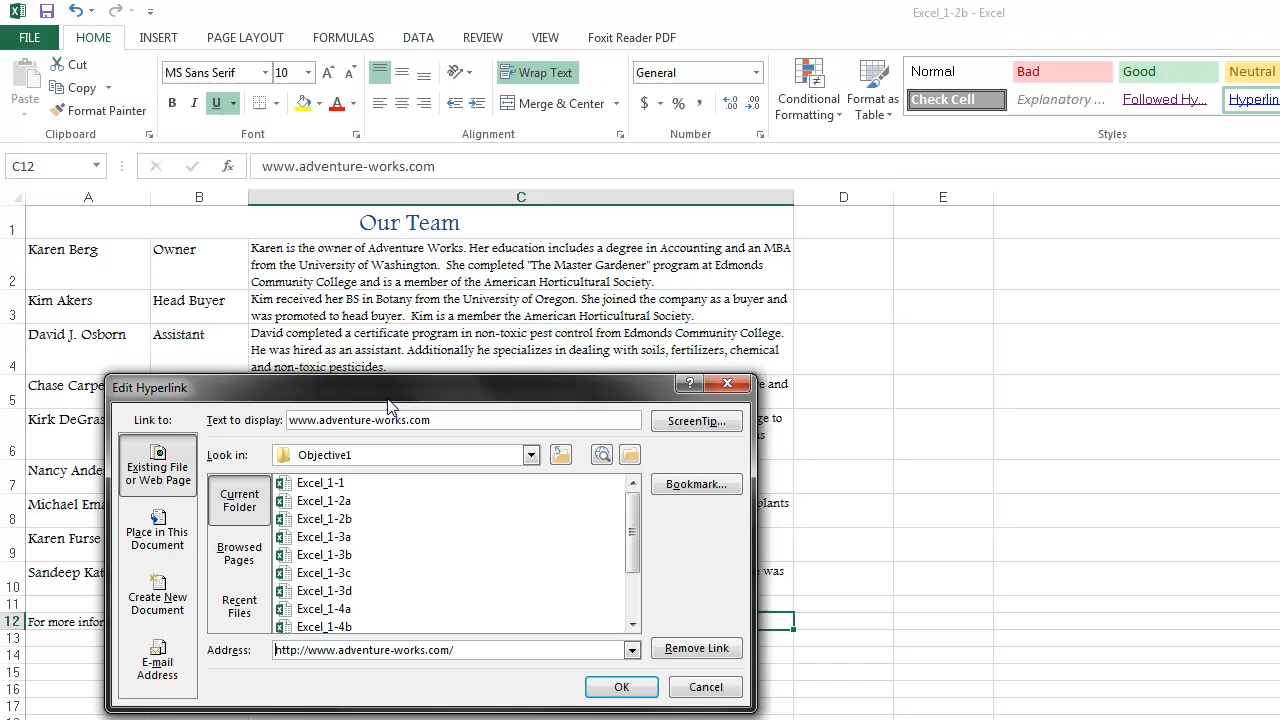 Excel_1-2b - Excel
FILE HOME INSERT PAGE LAYOUT FORMULAS DATA REVIEW VIEW Foxit Reader PDF
Paste
Cut
Copy
Format Painter
Clipboard
MS Sans Serif 10
B I U
Font
Wrap Text
Merge & Center
Alignment
General
$ % ,
Number
Conditional Formatting
Format as Table
Normal Bad Good Neutral
Check Cell Explanatory ... Followed Hy...
Styles
C12 fx www.adventure-works.com
A B C D E
1 Our Team
2 Karen Berg Owner Karen is the owner of Adventure Works. Her education includes a degree in Accounting and an MBA
from the University of Washington. She completed "The Master Gardener" program at Edmonds
Community College and is a member of the American Horticultural Society.
3 Kim Akers Head Buyer Kim received her BS in Botany from the University of Oregon. She joined the company as a buyer and
was promoted to head buyer. Kim is a member the American Horticultural Society.
4 David J. Osborn Assistant David completed a certificate program in non-toxic pest control from Edmonds Community College.
He was hired as an assistant. Additionally he specializes in dealing with soils, fertilizers, chemical
and non-toxic pesticides.
5 Chase Carpe and
6 Kirk DeGras ge to
as
7 Nancy Ande
8 Michael Ema plants
9 Karen Furse
10 Sandeep Kat e was
11
12 For more infor
13
14
15
16
17
Edit Hyperlink ?
Link to: Text to display: www.adventure-works.com ScreenTip...
Existing File or Web Page
Place in This Document
Create New Document
E-mail Address
Look in: Objective1
Current Folder
Browsed Pages
Recent Files
Excel_1-1
Excel_1-2a
Excel_1-2b
Excel_1-3a
Excel_1-3b
Excel_1-3c
Excel_1-3d
Excel_1-4a
Excel_1-4b
Bookmark...
Address: http://www.adventure-works.com/ Remove Link
OK Cancel